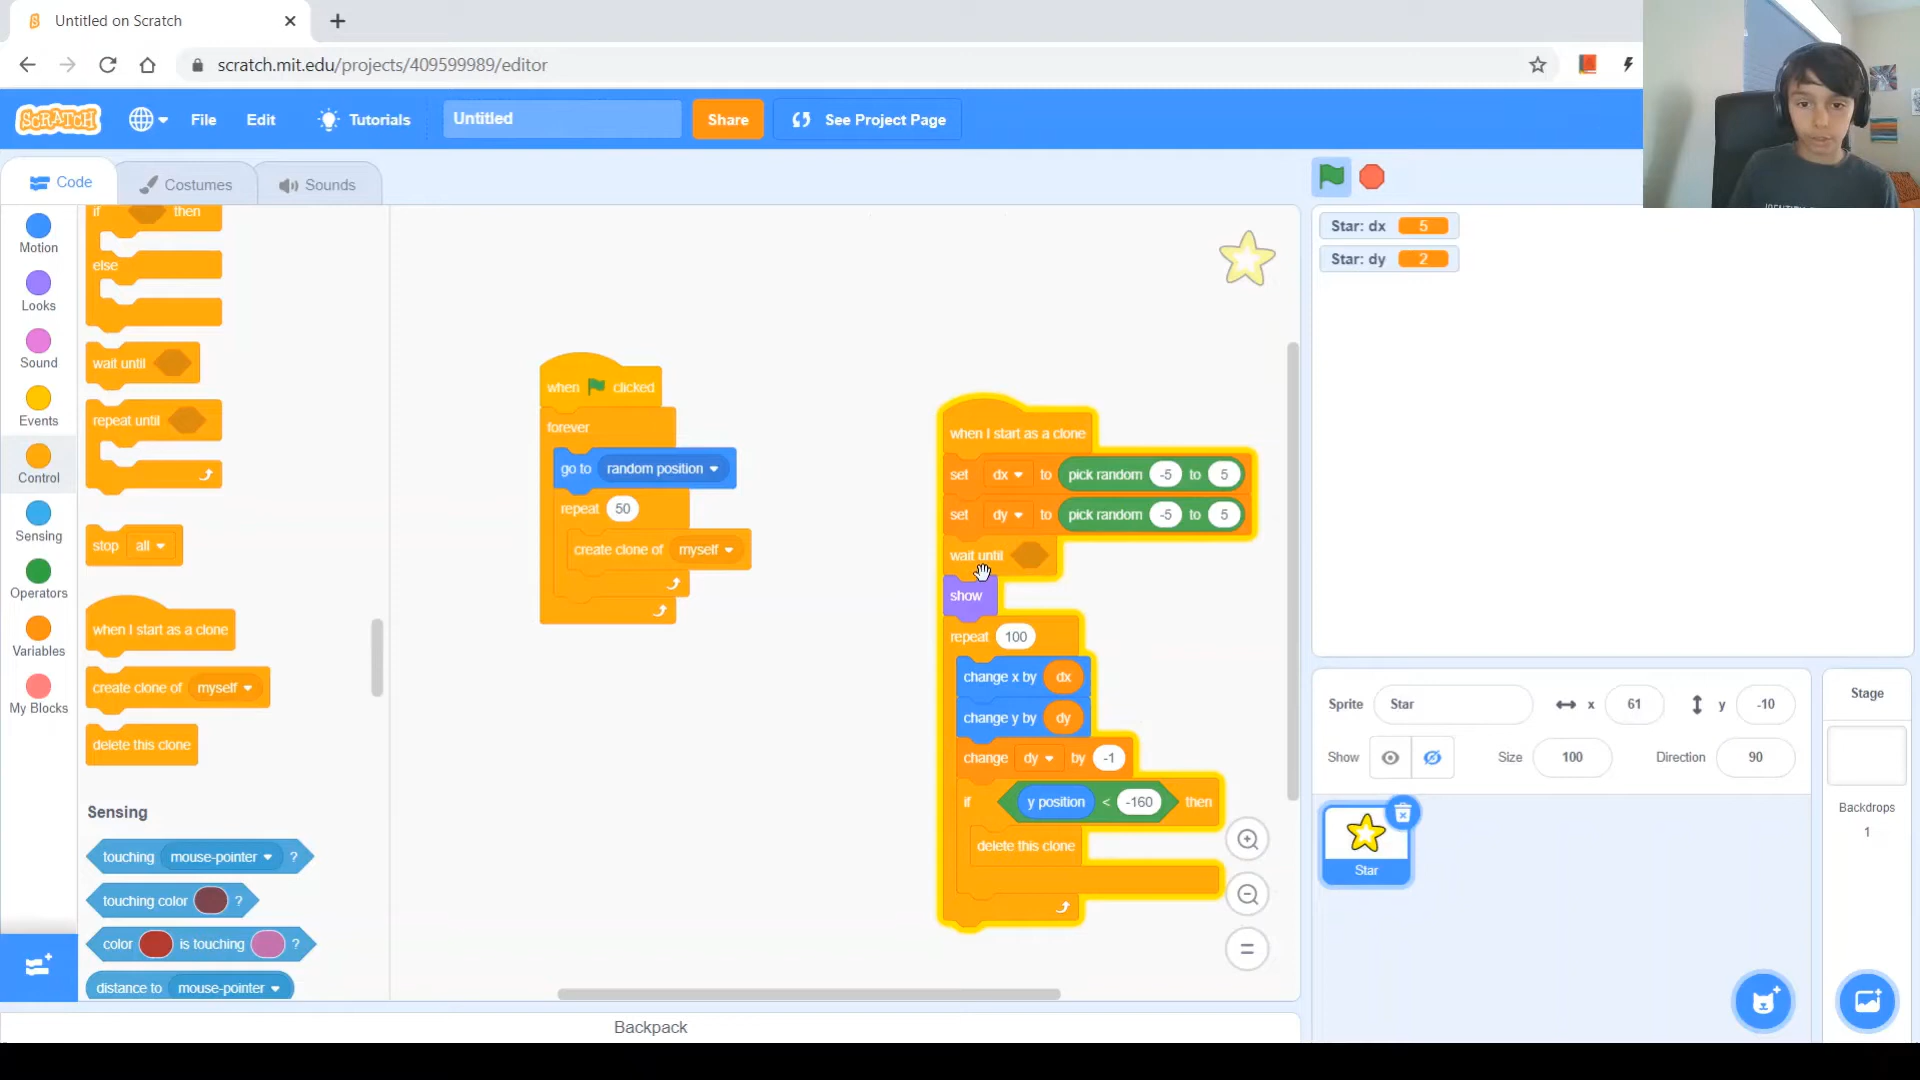 Untitled on Scratch
scratch.mit.edu/projects/409599989/editor
SCRATCH
File
Edit
Tutorials
Untitled
Share
See Project Page
Code
Costumes
Sounds
Motion
Looks
Sound
Events
Control
Sensing
Operators
Variables
My Blocks
if then
else
wait until
repeat until
stop all
when I start as a clone
create clone of myself
delete this clone
Sensing
touching mouse-pointer ?
touching color ?
color is touching ?
distance to mouse-pointer
when clicked
forever
go to random position
repeat 50
create clone of myself
when I start as a clone
set dx to pick random -5 to 5
set dy to pick random -5 to 5
wait until
show
repeat 100
change x by dx
change y by dy
change dy by -1
if y position < -160 then
delete this clone
Backpack
Star: dx 5
Star: dy 2
Sprite Star x 61 y -10
Show Size 100 Direction 90
Star
Stage
Backdrops
1